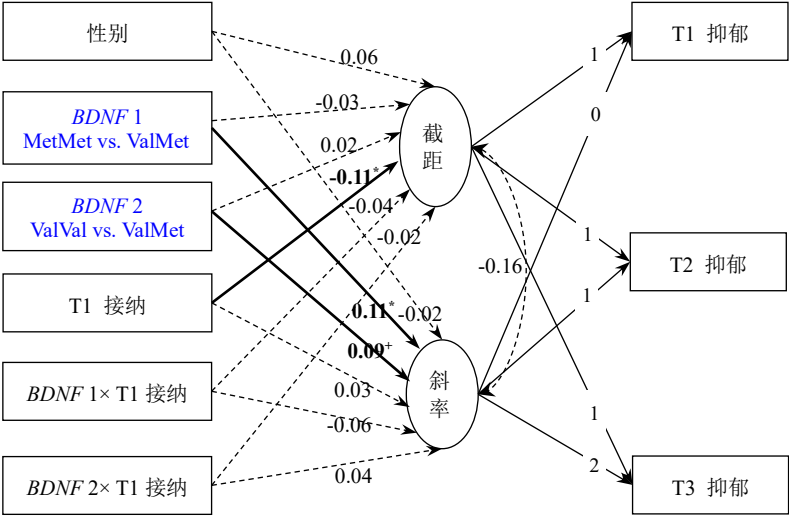 性别
BDNF 1
MetMet vs. ValMet
BDNF 2
ValVal vs. ValMet
T1 接纳
BDNF 1× T1 接纳
BDNF 2× T1 接纳
0.06
-0.03
0.02
-0.11*
-0.04
-0.02
截
距
-0.16
0.11*
-0.02
0.09+
0.03
-0.06
0.04
斜
率
1
0
1
1
1
2
T1 抑郁
T2 抑郁
T3 抑郁